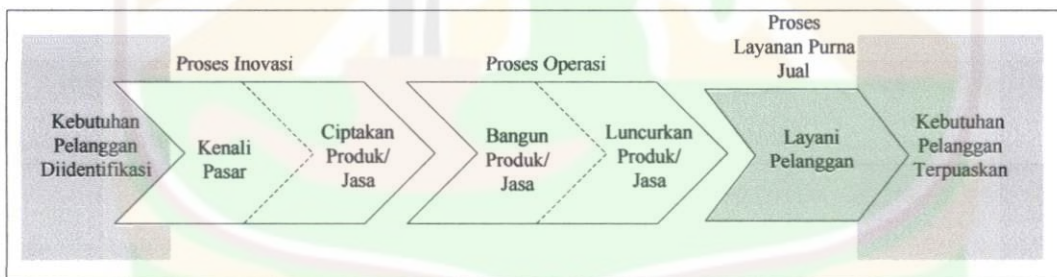 Proses Inovasi
Proses Operasi
Proses
Layanan Purna
Jual
Kebutuhan
Pelanggan
Diidentifikasi
Kenali
Pasar
Ciptakan
Produk/
Jasa
Bangun
Produk/
Jasa
Luncurkan
Produk/
Jasa
Layani
Pelanggan
Kebutuhan
Pelanggan
Terpuaskan